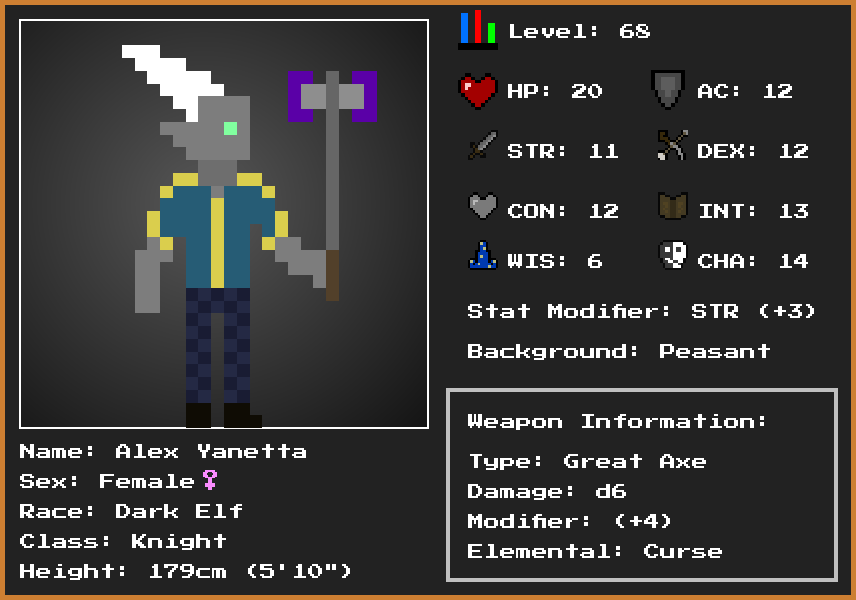 Level: 68
HP: 20 AC: 12
STR: 11 DEX: 12
CON: 12 INT: 13
WIS: 6 CHA: 14
Stat Modifier: STR (+3)
Background: Peasant
Weapon Information:
Type: Great Axe
Damage: d6
Modifier: (+4)
Elemental: Curse
Name: Alex Yanetta
Sex: Female♀
Race: Dark Elf
Class: Knight
Height: 179cm (5'10")